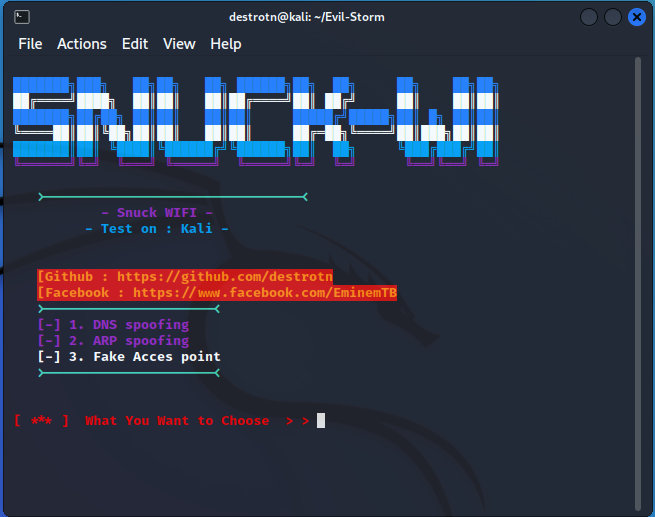 destrotn@kali: ~/Evil-Storm
File Actions Edit View Help
SNUCK-WI
- Snuck WIFI -
- Test on : Kali -
[Github : https://github.com/destrotn
[Facebook : https://www.facebook.com/EminemTB
[-] 1. DNS spoofing
[-] 2. ARP spoofing
[-] 3. Fake Acces point
[ *** ] What You Want to Choose > >